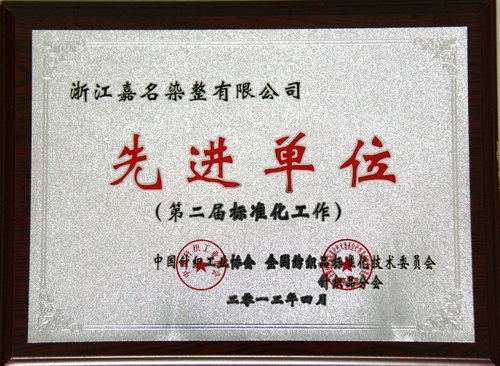 浙江嘉名染整有限公司
先进单位
(第二届标准化工作)
中国针织工业协会 全国纺织品标准化技术委员会
针织品分会
二零一二年四月